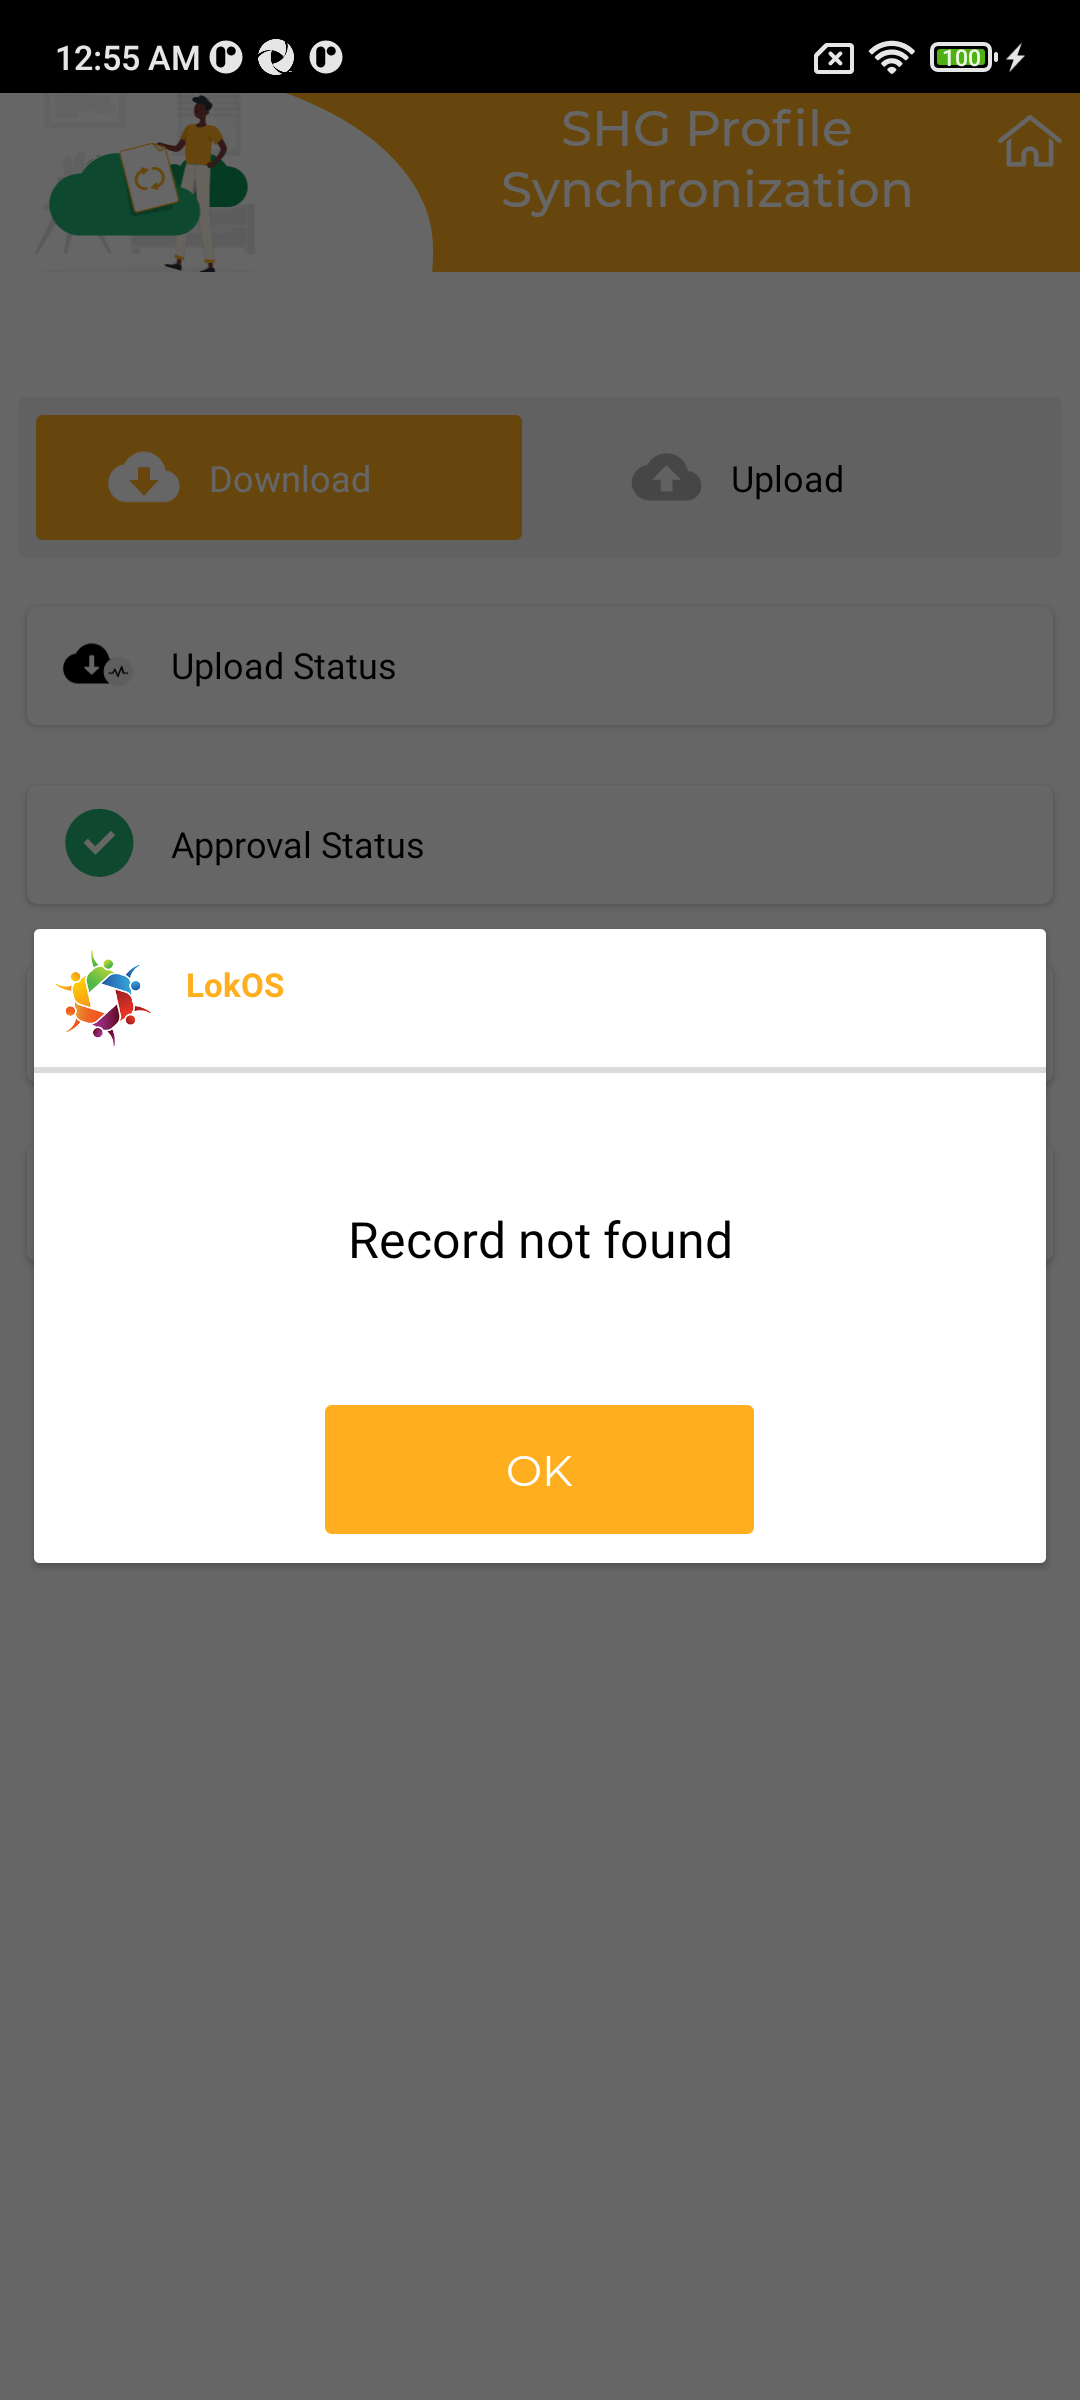 12:55 AM
100
SHG Profile
Synchronization
Download
Upload
Upload Status
Approval Status
LokOS
Record not found
OK